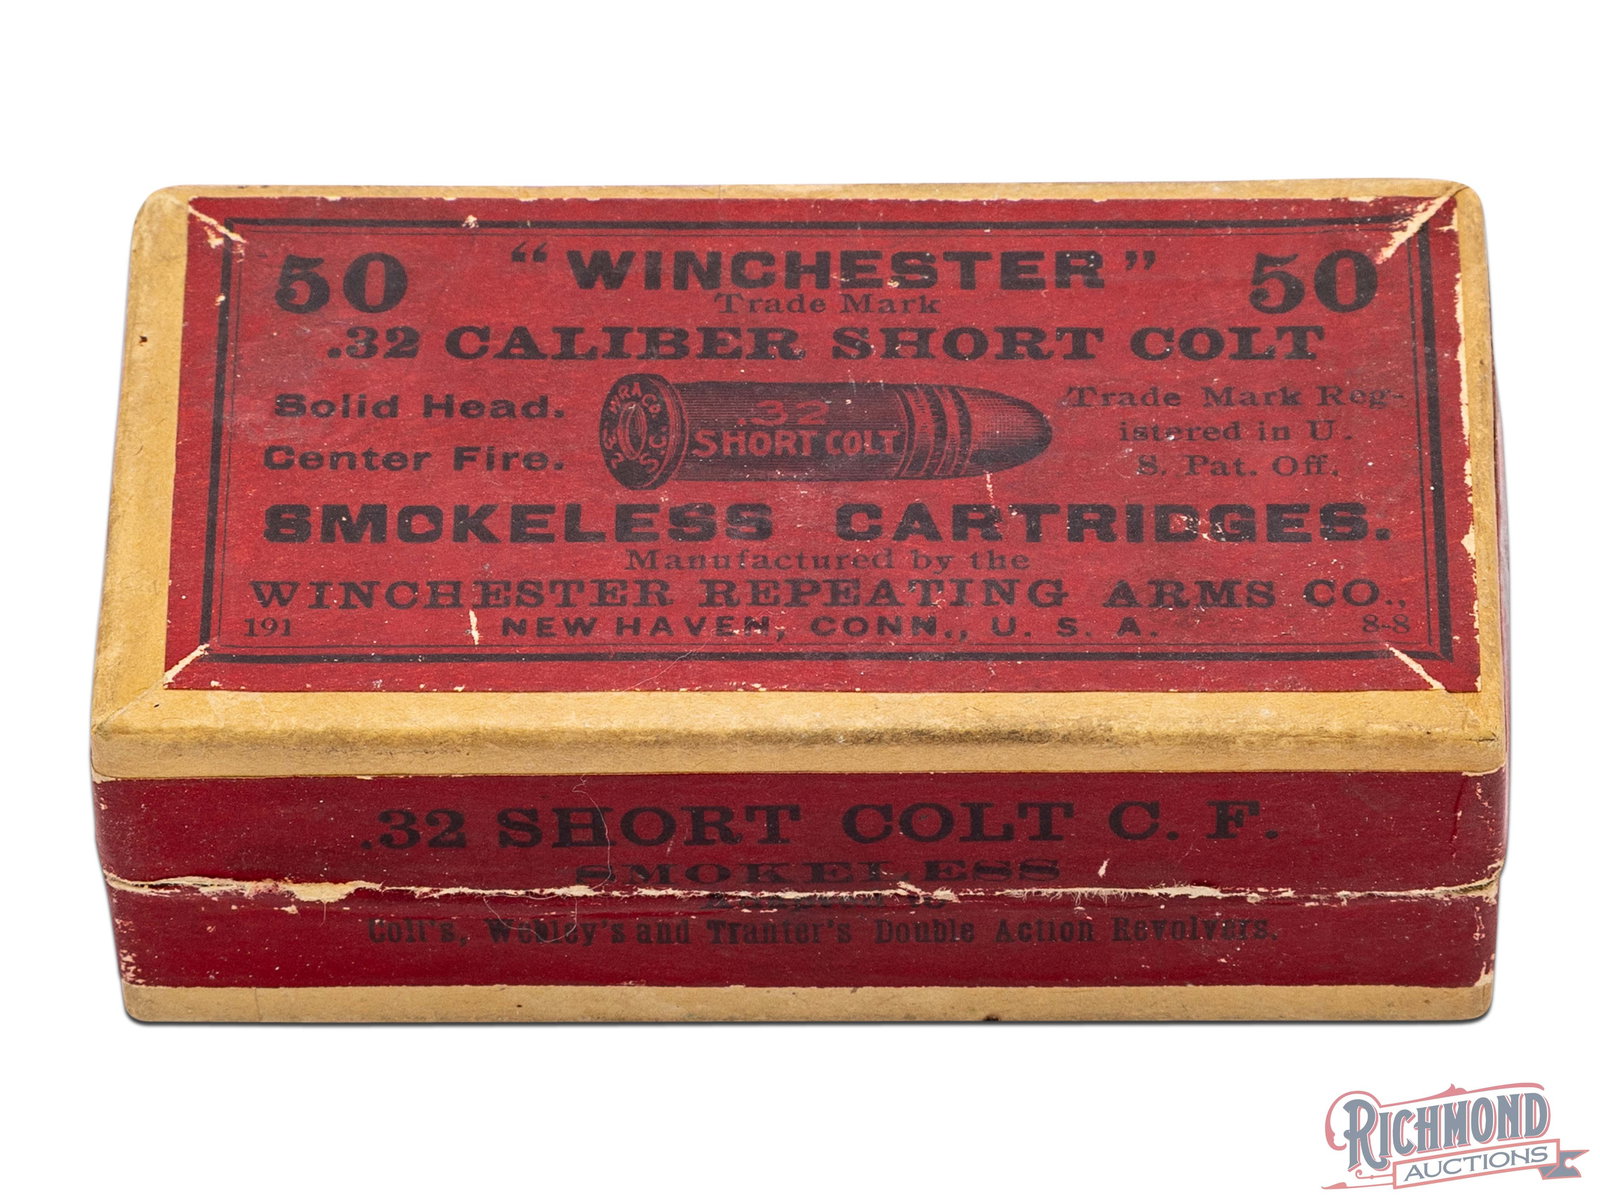 50 "WINCHESTER" 50
Trade Mark
.32 CALIBER SHORT COLT
Solid Head.
Center Fire.
W.R.A.CO.
.32
SHORT COLT
Trade Mark Reg-
istered in U.
S. Pat. Off.
SMOKELESS CARTRIDGES.
Manufactured by the
WINCHESTER REPEATING ARMS CO.,
191 NEW HAVEN, CONN., U. S. A. 8-8
.32 SHORT COLT C. F.
SMOKELESS
Colt's, Webley's and Tranter's Double Action Revolvers.
RICHMOND
AUCTIONS